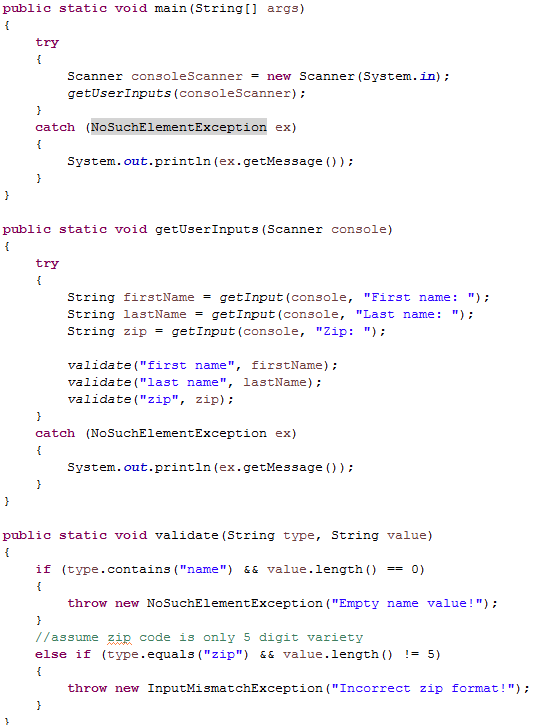 public static void main(String[] args)
{
    try
    {
        Scanner consoleScanner = new Scanner(System.in);
        getUserInputs(consoleScanner);
    }
    catch (NoSuchElementException ex)
    {
        System.out.println(ex.getMessage());
    }
}

public static void getUserInputs(Scanner console)
{
    try
    {
        String firstName = getInput(console, "First name: ");
        String lastName = getInput(console, "Last name: ");
        String zip = getInput(console, "Zip: ");

        validate("first name", firstName);
        validate("last name", lastName);
        validate("zip", zip);
    }
    catch (NoSuchElementException ex)
    {
        System.out.println(ex.getMessage());
    }
}

public static void validate(String type, String value)
{
    if (type.contains("name") && value.length() == 0)
    {
        throw new NoSuchElementException("Empty name value!");
    }
    //assume zip code is only 5 digit variety
    else if (type.equals("zip") && value.length() != 5)
    {
        throw new InputMismatchException("Incorrect zip format!");
    }
}